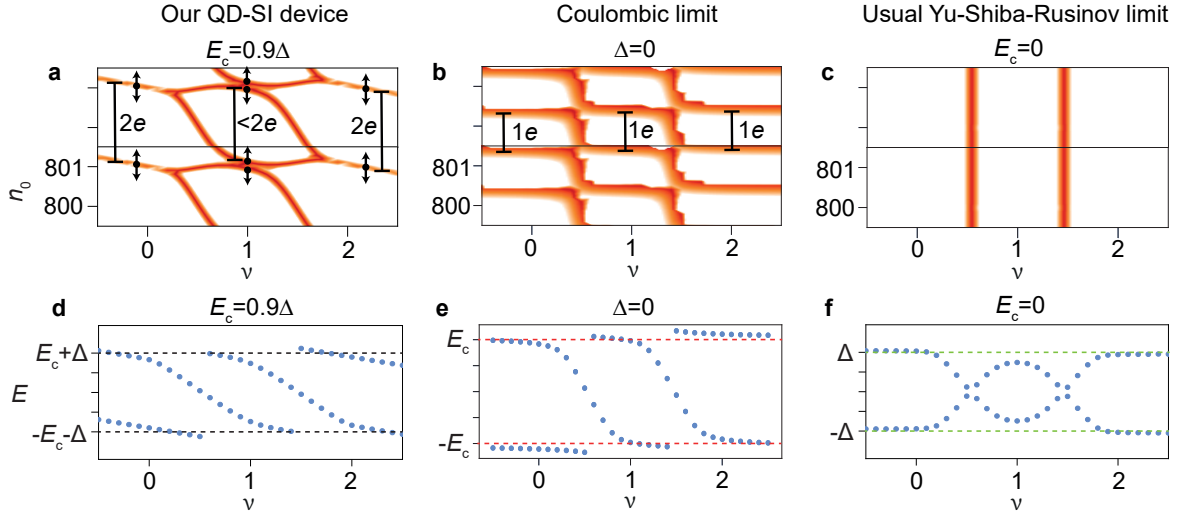 Our QD-SI device Coulombic limit Usual Yu-Shiba-Rusinov limit
E_c=0.9Δ Δ=0 E_c=0
a b c
2e <2e 2e 1e 1e 1e
801 801 801
n_0
800 800 800
0 1 2 0 1 2 0 1 2
ν ν ν
d E_c=0.9Δ e Δ=0 f E_c=0
E_c+Δ E_c Δ
E
-E_c-Δ -E_c -Δ
0 1 2 0 1 2 0 1 2
ν ν ν